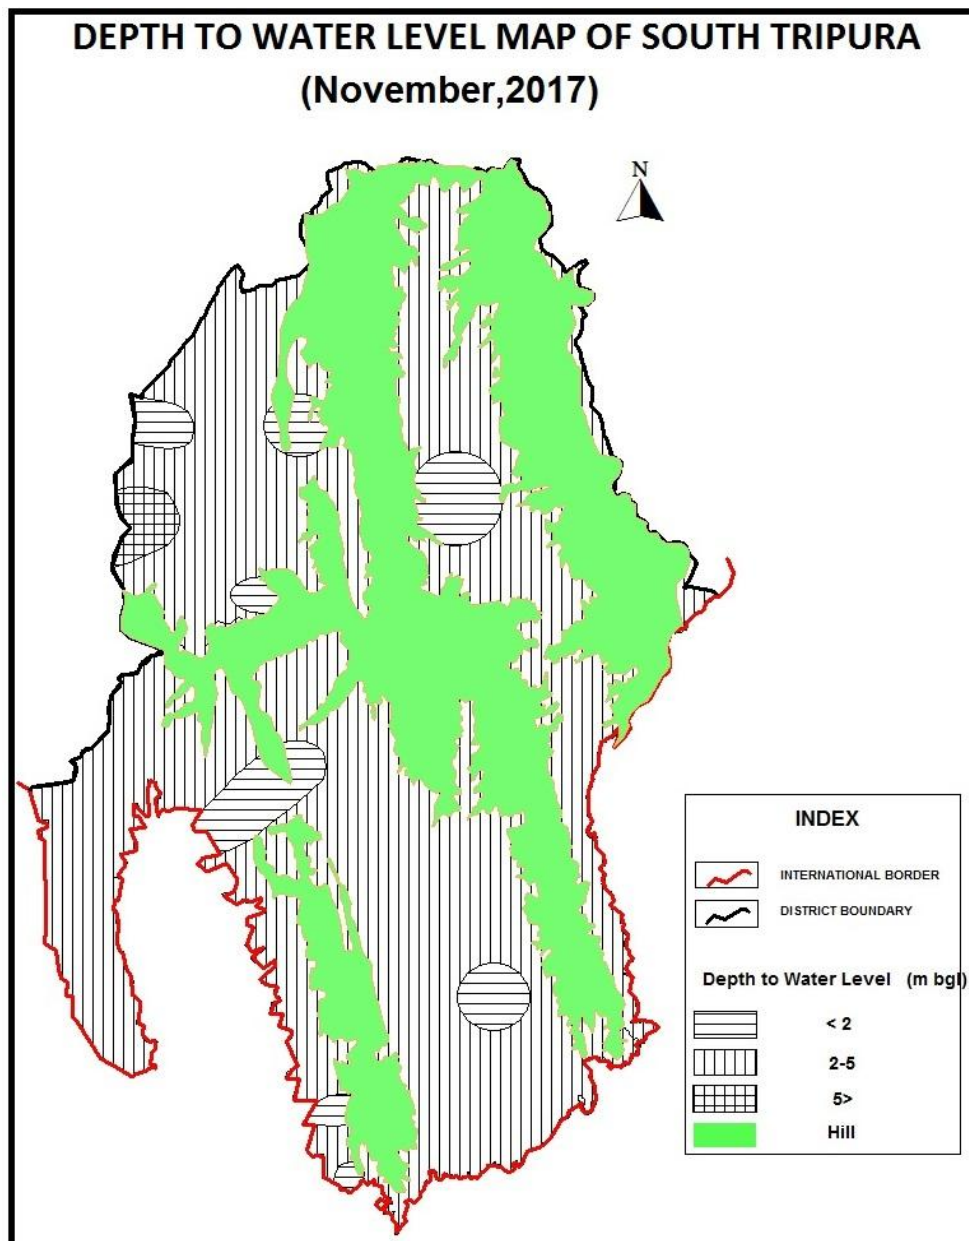 DEPTH TO WATER LEVEL MAP OF SOUTH TRIPURA
(November,2017)
N
INDEX
INTERNATIONAL BORDER
DISTRICT BOUNDARY
Depth to Water Level (m bgl)
< 2
2-5
5>
Hill